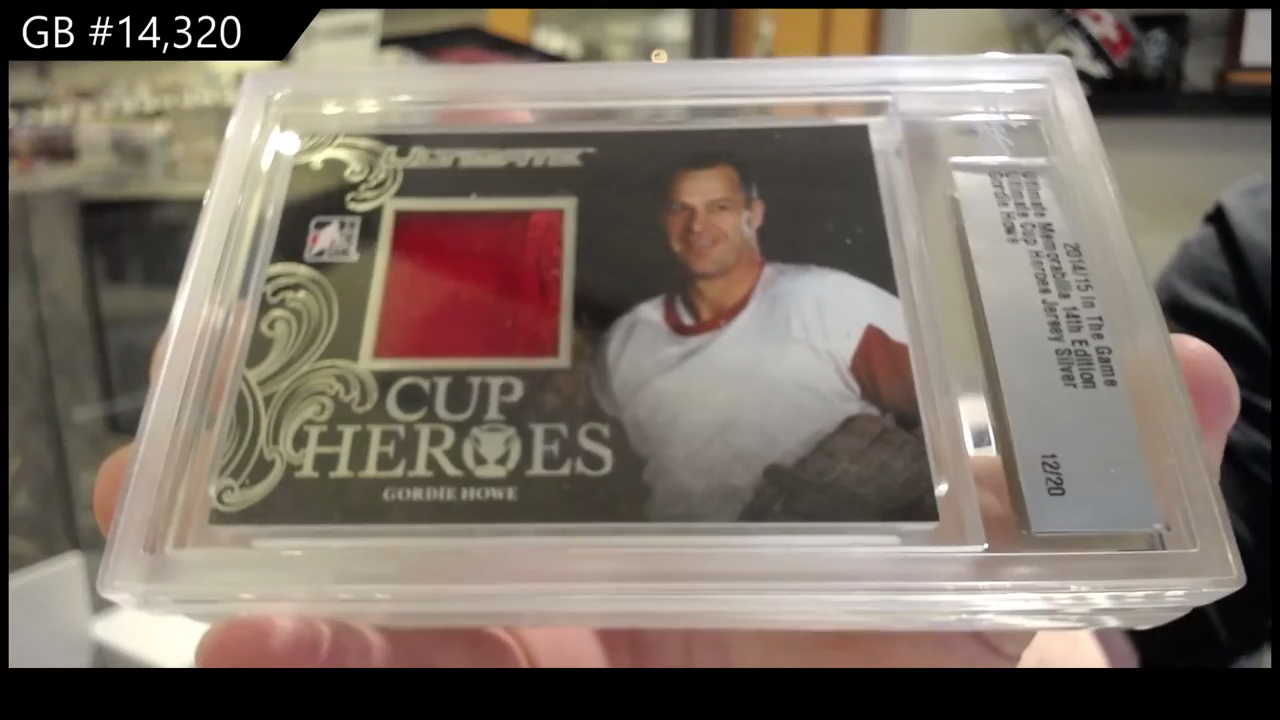 GB #14,320
ULTIMATE
CUP
HEROES
GORDIE HOWE
2014/15 In The Game
Ultimate Memorabilia 14th Edition
Ultimate Cup Heroes Jersey Silver
Gordie Howe
12/20